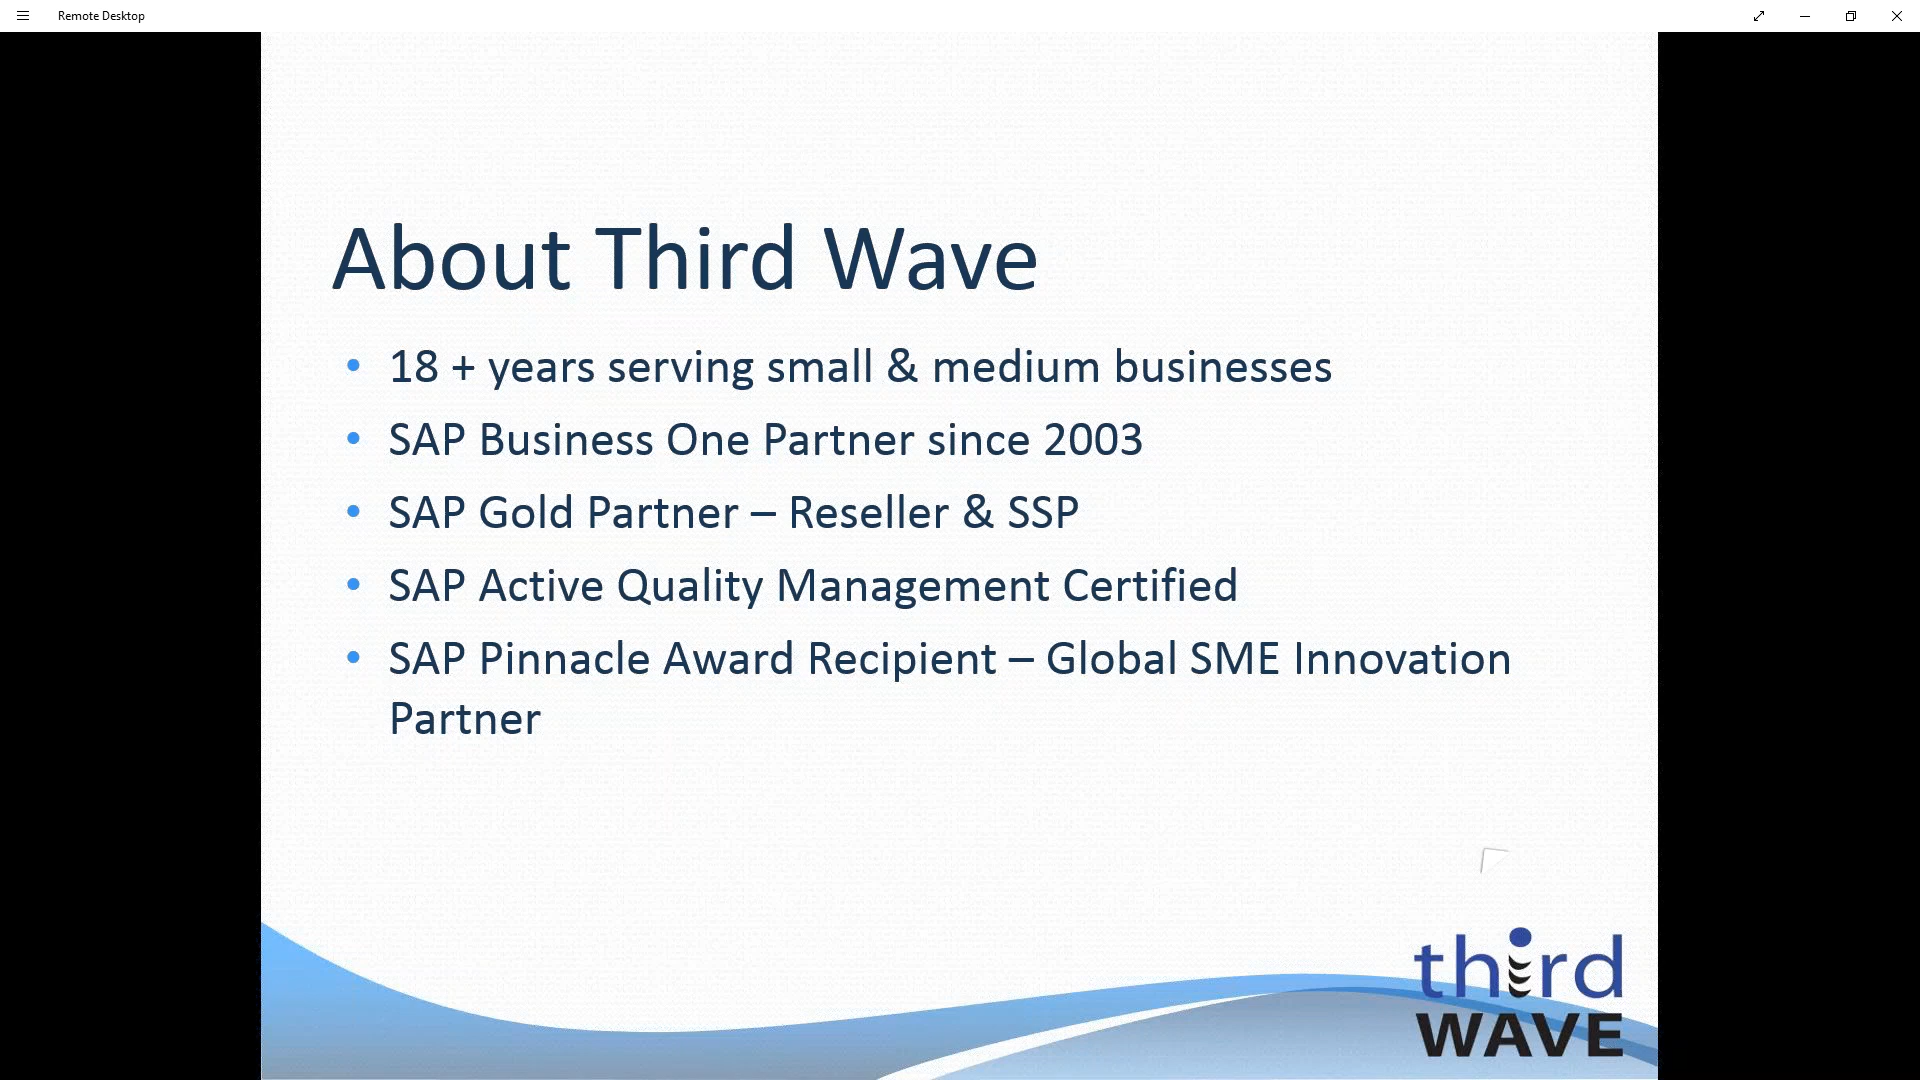 Remote Desktop
About Third Wave
• 18 + years serving small & medium businesses
• SAP Business One Partner since 2003
• SAP Gold Partner – Reseller & SSP
• SAP Active Quality Management Certified
• SAP Pinnacle Award Recipient – Global SME Innovation
Partner
third
WAVE